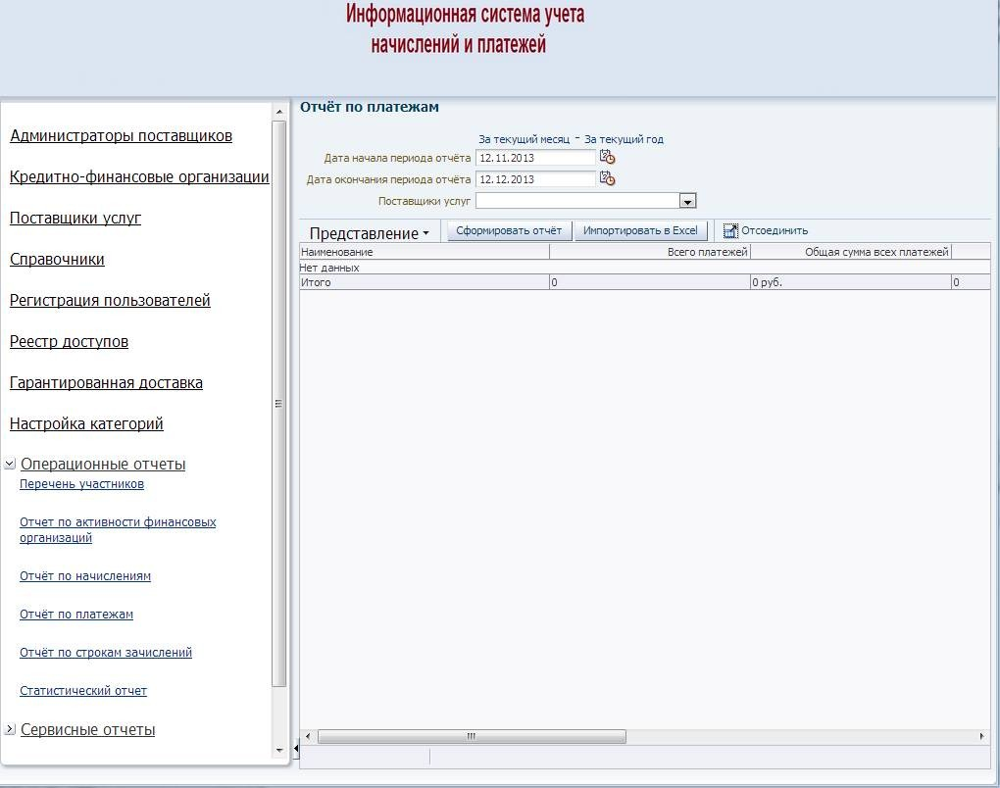 Информационная система учета
начислений и платежей
Администраторы поставщиков
Кредитно-финансовые организации
Поставщики услуг
Справочники
Регистрация пользователей
Реестр доступов
Гарантированная доставка
Настройка категорий
Операционные отчеты
Перечень участников
Отчет по активности финансовых
организаций
Отчёт по начислениям
Отчёт по платежам
Отчёт по строкам зачислений
Статистический отчет
Сервисные отчеты
Отчёт по платежам
За текущий месяц - За текущий год
Дата начала периода отчёта 12.11.2013
Дата окончания периода отчёта 12.12.2013
Поставщики услуг
Представление Сформировать отчёт Импортировать в Excel Отсоединить
Наименование Всего платежей Общая сумма всех платежей
Нет данных
Итого 0 0 руб. 0